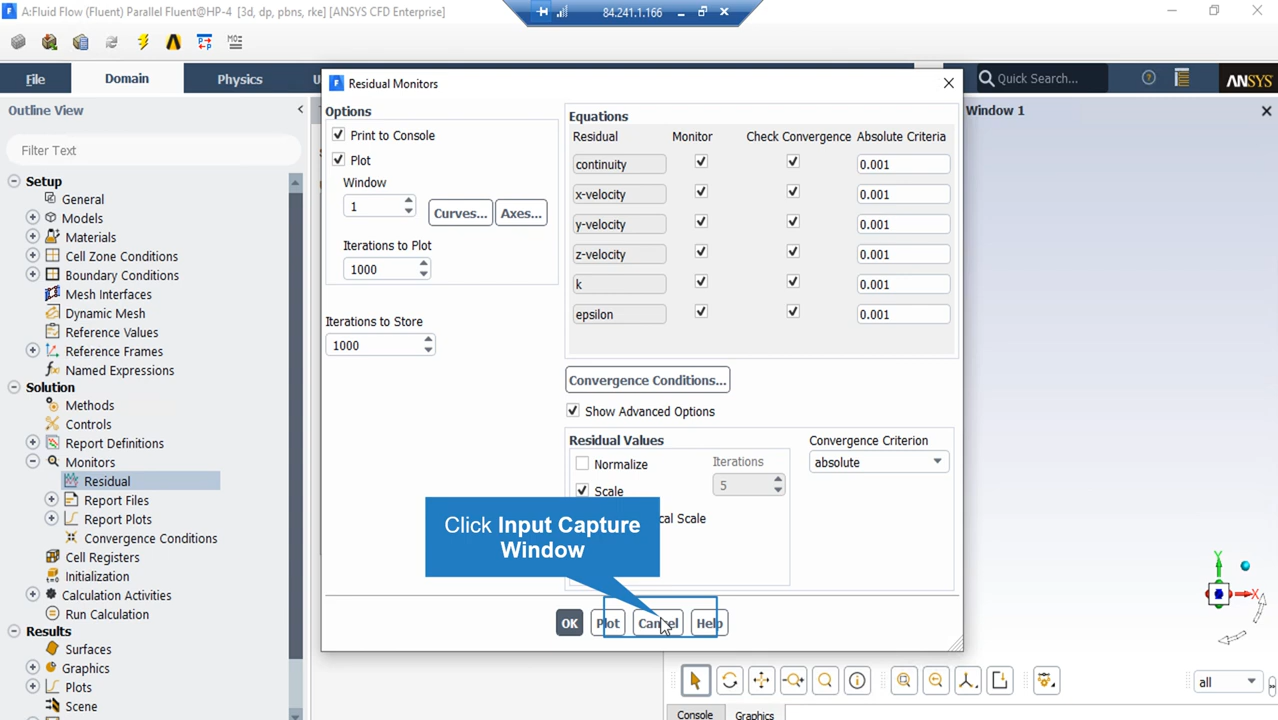 A:Fluid Flow (Fluent) Parallel Fluent@HP-4 [3d, dp, pbns, rke] [ANSYS CFD Enterprise]
84.241.1.166
File
Domain
Physics
U
Quick Search...
ANSYS
Outline View
Filter Text
Setup
General
Models
Materials
Cell Zone Conditions
Boundary Conditions
Mesh Interfaces
Dynamic Mesh
Reference Values
Reference Frames
Named Expressions
Solution
Methods
Controls
Report Definitions
Monitors
Residual
Report Files
Report Plots
Convergence Conditions
Cell Registers
Initialization
Calculation Activities
Run Calculation
Results
Surfaces
Graphics
Plots
Scene
Residual Monitors
Options
Print to Console
Plot
Window
1
Curves...
Axes...
Iterations to Plot
1000
Iterations to Store
1000
Equations
Residual Monitor Check Convergence Absolute Criteria
continuity 0.001
x-velocity 0.001
y-velocity 0.001
z-velocity 0.001
k 0.001
epsilon 0.001
Convergence Conditions...
Show Advanced Options
Residual Values
Normalize
Iterations
5
Scale
cal Scale
Convergence Criterion
absolute
Click Input Capture
Window
OK
Plot
Cancel
Help
Window 1
Y
X
all
Console
Graphics